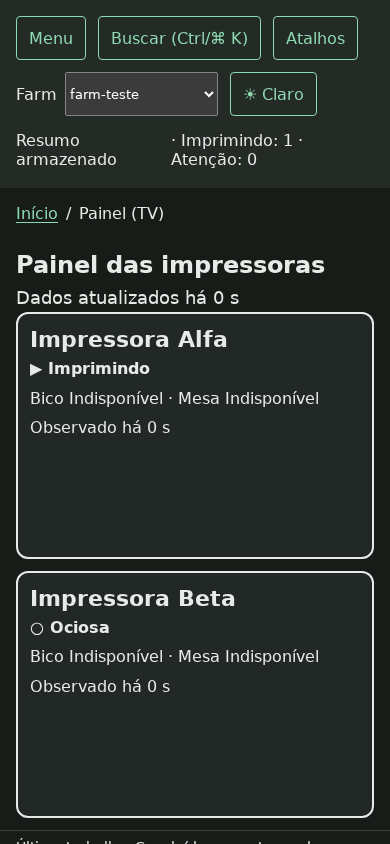 Menu
Buscar (Ctrl/⌘ K)
Atalhos
Farm farm-teste
☀ Claro
Resumo armazenado · Imprimindo: 1 · Atenção: 0
Início / Painel (TV)
Painel das impressoras
Dados atualizados há 0 s
Impressora Alfa
▶ Imprimindo
Bico Indisponível · Mesa Indisponível
Observado há 0 s
Impressora Beta
○ Ociosa
Bico Indisponível · Mesa Indisponível
Observado há 0 s